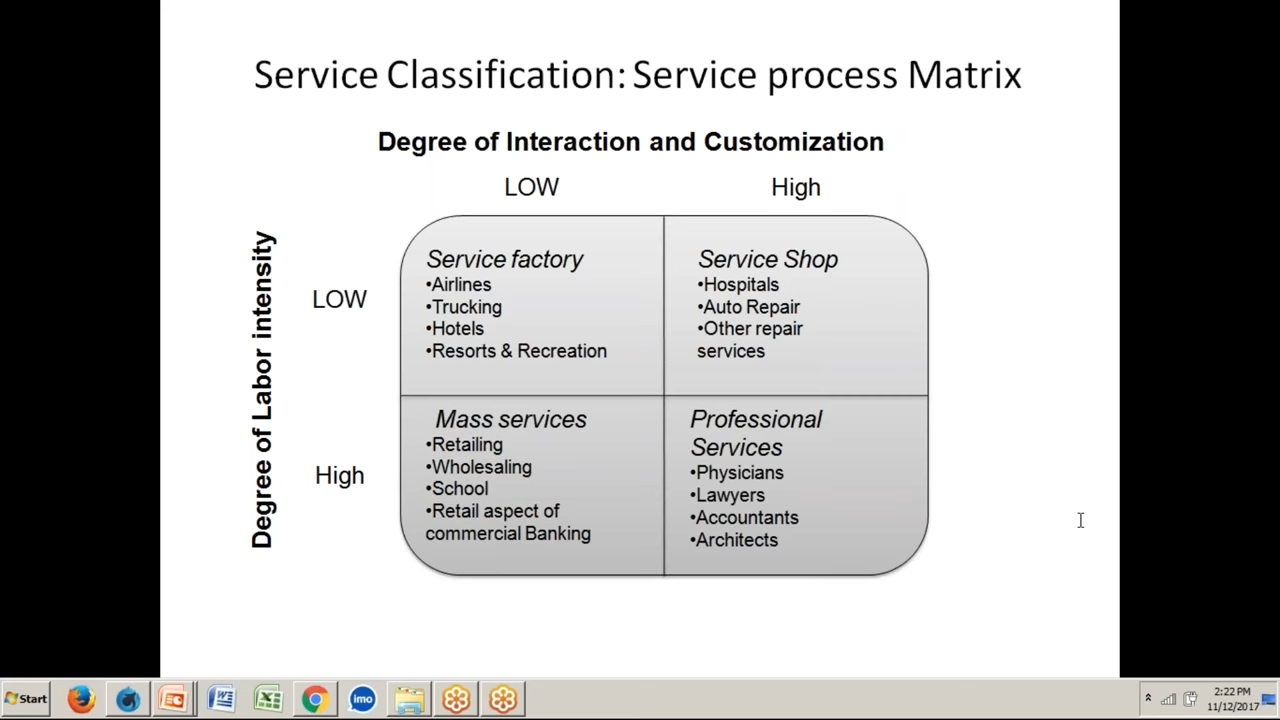 Service Classification: Service process Matrix
Degree of Interaction and Customization
LOW
High
Degree of Labor intensity
LOW
Service factory
•Airlines
•Trucking
•Hotels
•Resorts & Recreation
Service Shop
•Hospitals
•Auto Repair
•Other repair
services
High
Mass services
•Retailing
•Wholesaling
•School
•Retail aspect of
commercial Banking
Professional
Services
•Physicians
•Lawyers
•Accountants
•Architects
Start
imo
2:22 PM
11/12/2017